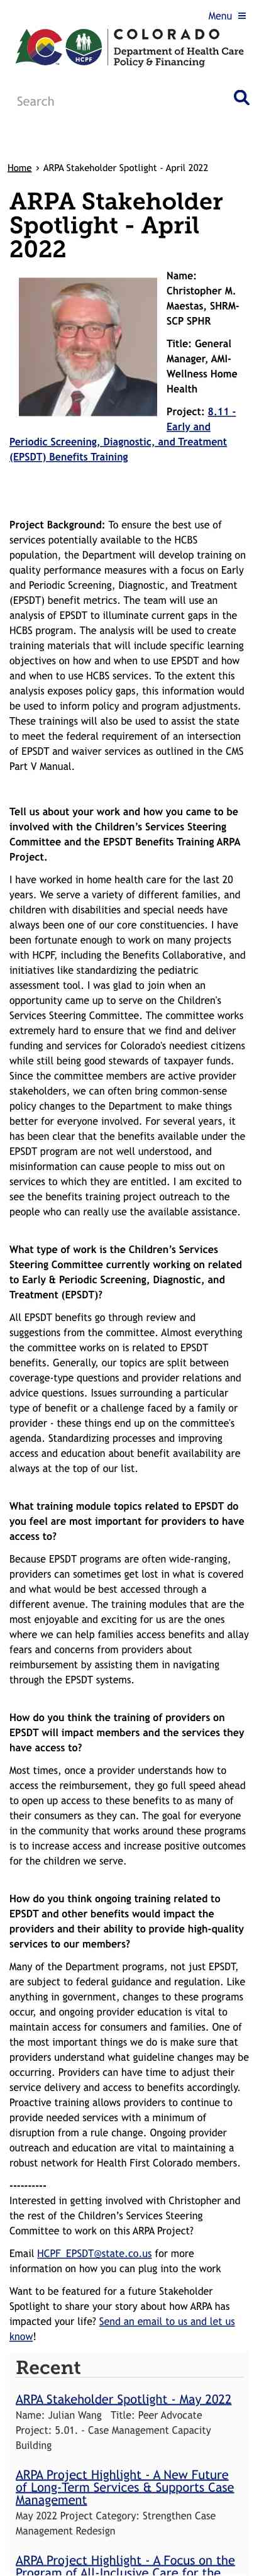 Menu ≡
COLORADO
Department of Health Care
Policy & Financing
HCPF
Search
Home › ARPA Stakeholder Spotlight - April 2022
ARPA Stakeholder
Spotlight - April
2022
Name:
Christopher M.
Maestas, SHRM-
SCP SPHR
Title: General
Manager, AMI-
Wellness Home
Health
Project: 8.11 -
Early and
Periodic Screening, Diagnostic, and Treatment
(EPSDT) Benefits Training
Project Background: To ensure the best use of
services potentially available to the HCBS
population, the Department will develop training on
quality performance measures with a focus on Early
and Periodic Screening, Diagnostic, and Treatment
(EPSDT) benefit metrics. The team will use an
analysis of EPSDT to illuminate current gaps in the
HCBS program. The analysis will be used to create
training materials that will include specific learning
objectives on how and when to use EPSDT and how
and when to use HCBS services. To the extent this
analysis exposes policy gaps, this information would
be used to inform policy and program adjustments.
These trainings will also be used to assist the state
to meet the federal requirement of an intersection
of EPSDT and waiver services as outlined in the CMS
Part V Manual.
Tell us about your work and how you came to be
involved with the Children’s Services Steering
Committee and the EPSDT Benefits Training ARPA
Project.
I have worked in home health care for the last 20
years. We serve a variety of different families, and
children with disabilities and special needs have
always been one of our core constituencies. I have
been fortunate enough to work on many projects
with HCPF, including the Benefits Collaborative, and
initiatives like standardizing the pediatric
assessment tool. I was glad to join when an
opportunity came up to serve on the Children's
Services Steering Committee. The committee works
extremely hard to ensure that we find and deliver
funding and services for Colorado's neediest citizens
while still being good stewards of taxpayer funds.
Since the committee members are active provider
stakeholders, we can often bring common-sense
policy changes to the Department to make things
better for everyone involved. For several years, it
has been clear that the benefits available under the
EPSDT program are not well understood, and
misinformation can cause people to miss out on
services to which they are entitled. I am excited to
see the benefits training project outreach to the
people who can really use the available assistance.
What type of work is the Children’s Services
Steering Committee currently working on related
to Early & Periodic Screening, Diagnostic, and
Treatment (EPSDT)?
All EPSDT benefits go through review and
suggestions from the committee. Almost everything
the committee works on is related to EPSDT
benefits. Generally, our topics are split between
coverage-type questions and provider relations and
advice questions. Issues surrounding a particular
type of benefit or a challenge faced by a family or
provider - these things end up on the committee's
agenda. Standardizing processes and improving
access and education about benefit availability are
always at the top of our list.
What training module topics related to EPSDT do
you feel are most important for providers to have
access to?
Because EPSDT programs are often wide-ranging,
providers can sometimes get lost in what is covered
and what would be best accessed through a
different avenue. The training modules that are the
most enjoyable and exciting for us are the ones
where we can help families access benefits and allay
fears and concerns from providers about
reimbursement by assisting them in navigating
through the EPSDT systems.
How do you think the training of providers on
EPSDT will impact members and the services they
have access to?
Most times, once a provider understands how to
access the reimbursement, they go full speed ahead
to open up access to these benefits to as many of
their consumers as they can. The goal for everyone
in the community that works around these programs
is to increase access and increase positive outcomes
for the children we serve.
How do you think ongoing training related to
EPSDT and other benefits would impact the
providers and their ability to provide high-quality
services to our members?
Many of the Department programs, not just EPSDT,
are subject to federal guidance and regulation. Like
anything in government, changes to these programs
occur, and ongoing provider education is vital to
maintain access for consumers and families. One of
the most important things we do is make sure that
providers understand what guideline changes may be
occurring. Providers can have time to adjust their
service delivery and access to benefits accordingly.
Proactive training allows providers to continue to
provide needed services with a minimum of
disruption from a rule change. Ongoing provider
outreach and education are vital to maintaining a
robust network for Health First Colorado members.
----------
Interested in getting involved with Christopher and
the rest of the Children’s Services Steering
Committee to work on this ARPA Project?
Email HCPF_EPSDT@state.co.us for more
information on how you can plug into the work
Want to be featured for a future Stakeholder
Spotlight to share your story about how ARPA has
impacted your life? Send an email to us and let us
know!
Recent
ARPA Stakeholder Spotlight - May 2022
Name: Julian Wang   Title: Peer Advocate
Project: 5.01. - Case Management Capacity
Building
ARPA Project Highlight - A New Future
of Long-Term Services & Supports Case
Management
May 2022 Project Category: Strengthen Case
Management Redesign
ARPA Project Highlight - A Focus on the
Program of All-Inclusive Care for the